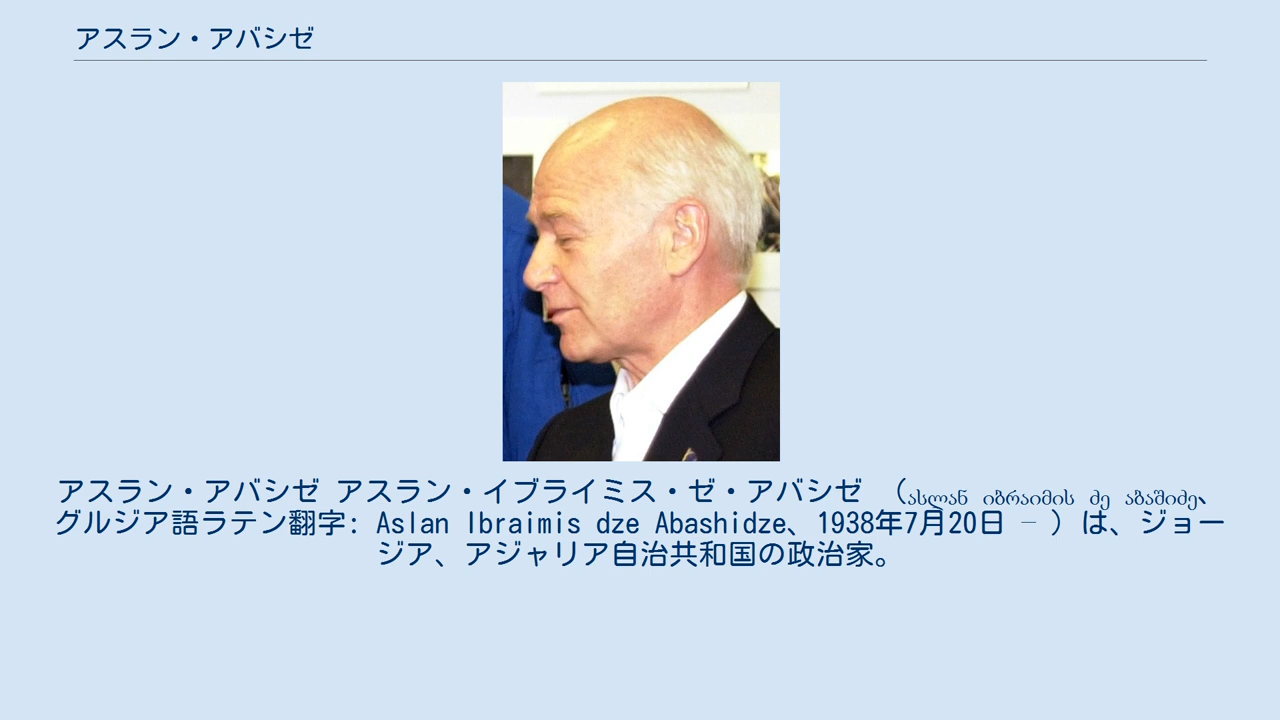 アスラン・アバシゼ
アスラン・アバシゼ アスラン・イブライミス・ゼ・アバシゼ （ასლან იბრაიმის ძე აბაშიძე、
グルジア語ラテン翻字: Aslan Ibraimis dze Abashidze、1938年7月20日 – ）は、ジョー
ジア、アジャリア自治共和国の政治家。